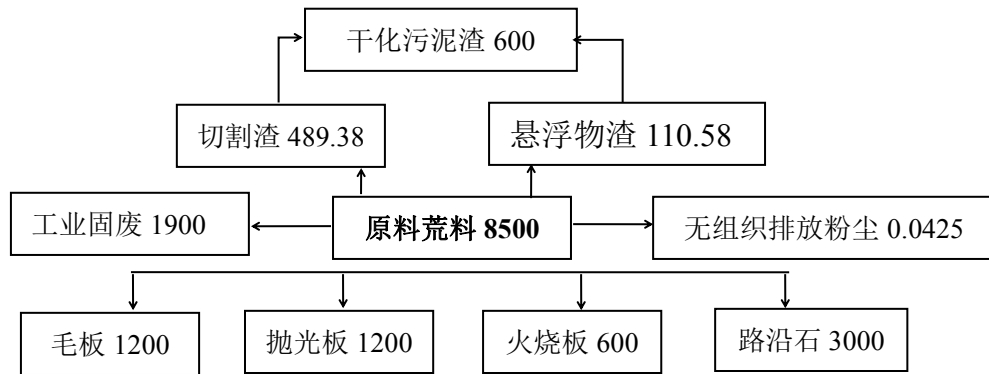 干化污泥渣 600
切割渣 489.38
悬浮物渣 110.58
工业固废 1900
原料荒料 8500
无组织排放粉尘 0.0425
毛板 1200
抛光板 1200
火烧板 600
路沿石 3000